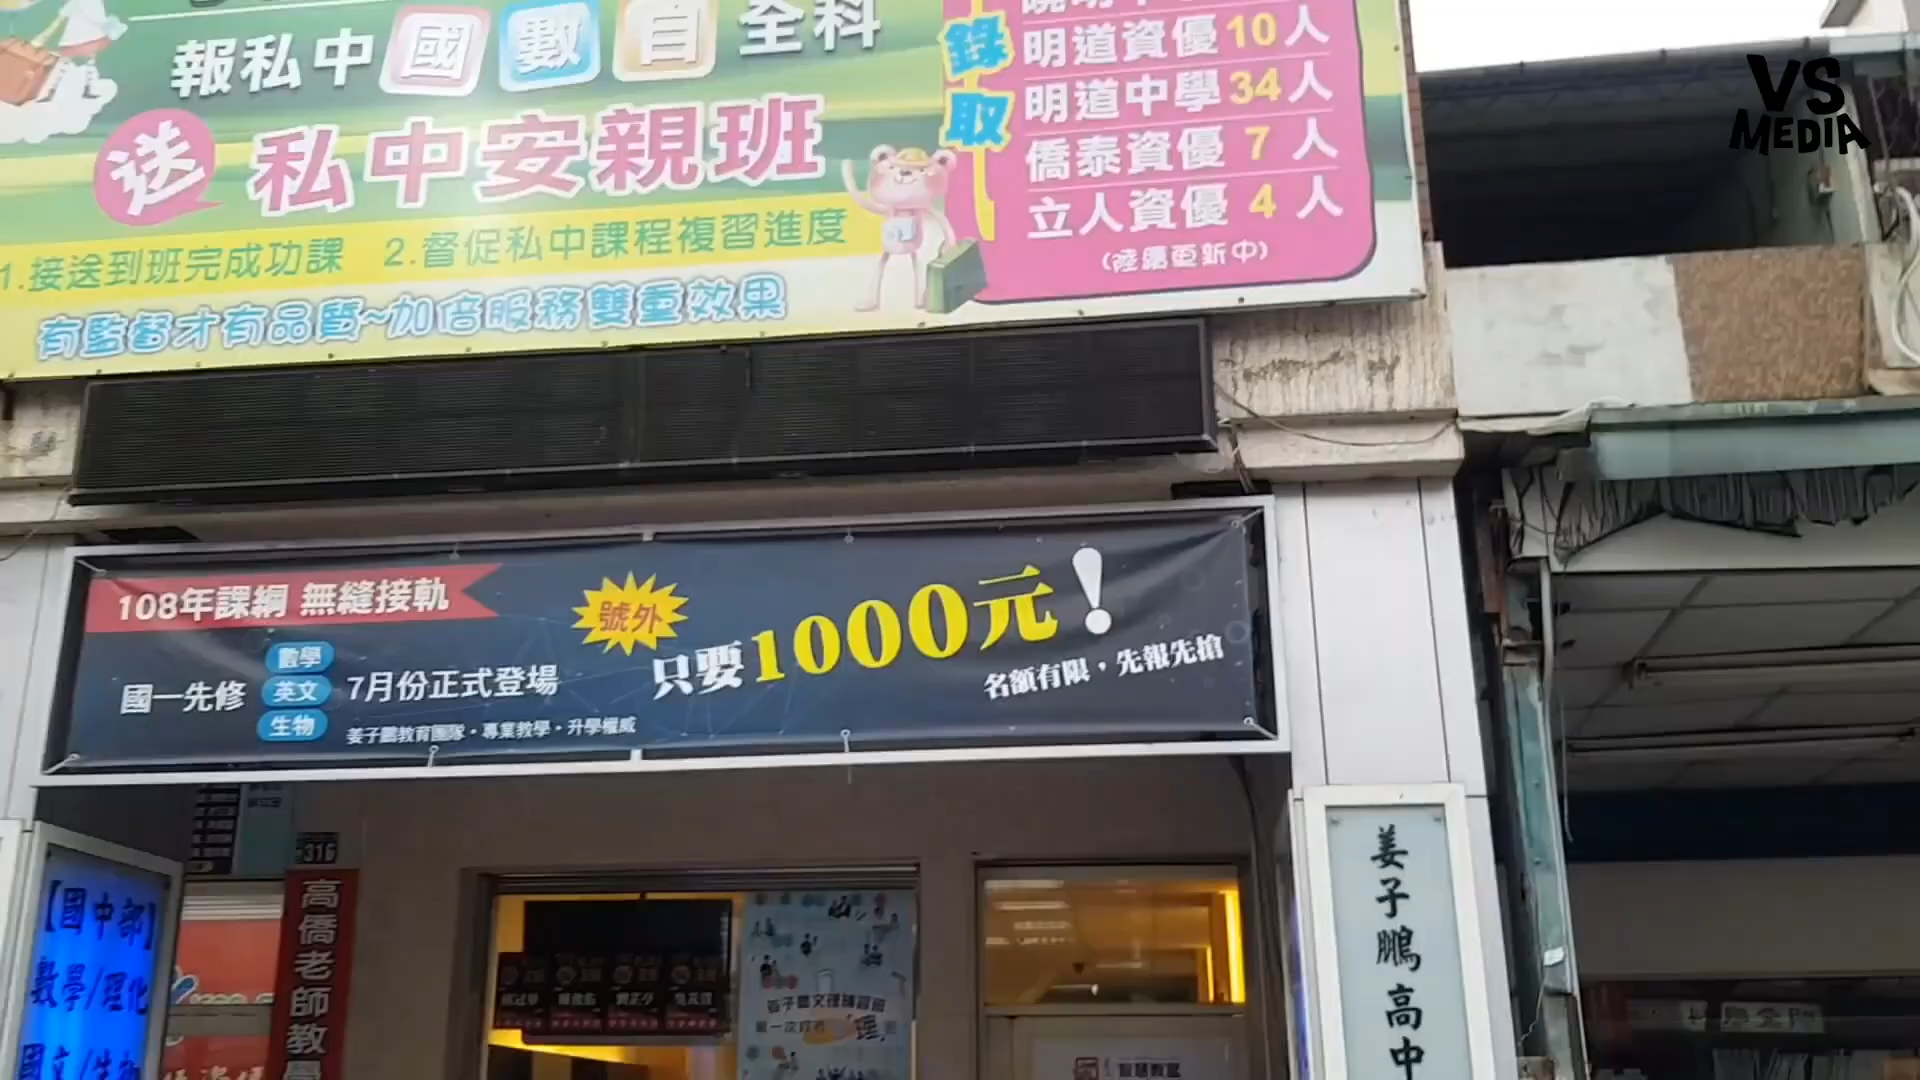 報私中國數自全科
送 私中安親班
1.接送到班完成功課 2.督促私中課程複習進度
有監督才有品質~加倍服務雙重效果
錄取
明道資優10人
明道中學34人
僑泰資優 7 人
立人資優 4 人
(陸續更新中)
VS
MEDIA
108年課綱 無縫接軌
國一先修
數學
英文
生物
7月份正式登場
姜子鵬教育團隊・專業教學・升學權威
號外
只要1000元!
名額有限,先報先搶
316
【國中部】
數學/理化
高僑老師教學
姜子鵬高中